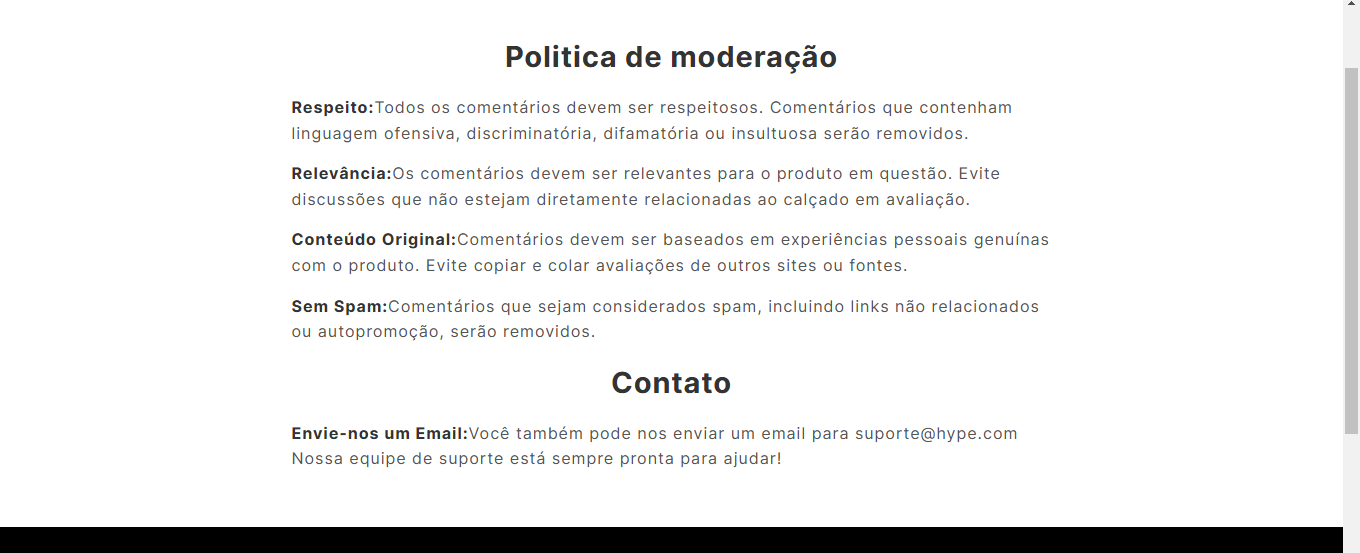 Politica de moderação
Respeito:Todos os comentários devem ser respeitosos. Comentários que contenham
linguagem ofensiva, discriminatória, difamatória ou insultuosa serão removidos.
Relevância:Os comentários devem ser relevantes para o produto em questão. Evite
discussões que não estejam diretamente relacionadas ao calçado em avaliação.
Conteúdo Original:Comentários devem ser baseados em experiências pessoais genuínas
com o produto. Evite copiar e colar avaliações de outros sites ou fontes.
Sem Spam:Comentários que sejam considerados spam, incluindo links não relacionados
ou autopromoção, serão removidos.
Contato
Envie-nos um Email:Você também pode nos enviar um email para suporte@hype.com
Nossa equipe de suporte está sempre pronta para ajudar!